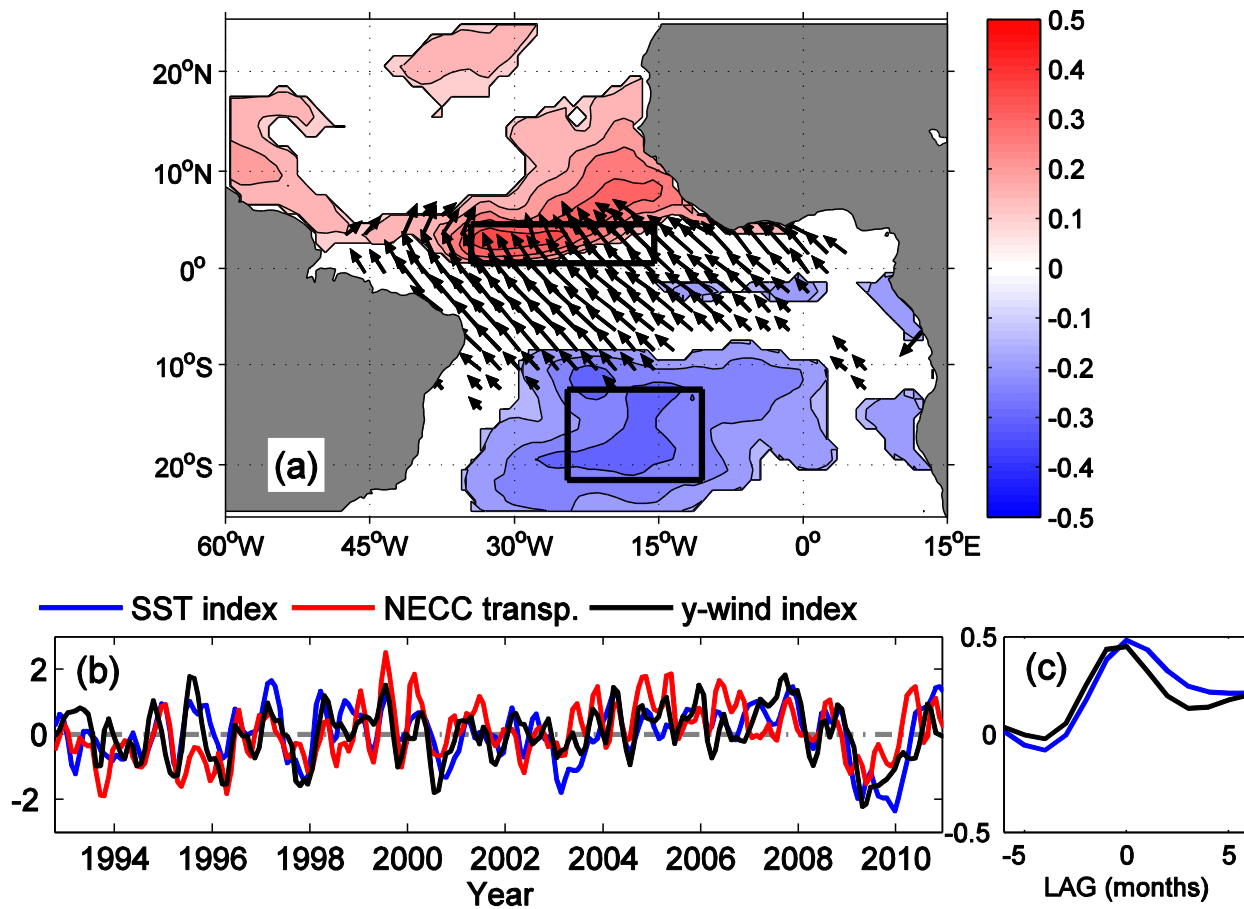 20°N
10°N
0°
10°S
20°S
(a)
60°W 45°W 30°W 15°W 0° 15°E
0.5
0.4
0.3
0.2
0.1
0
-0.1
-0.2
-0.3
-0.4
-0.5
SST index NECC transp. y-wind index
(b)
2
0
-2
1994 1996 1998 2000 2002 2004 2006 2008 2010
Year
(c)
0.5
0
-0.5
-5 0 5
LAG (months)